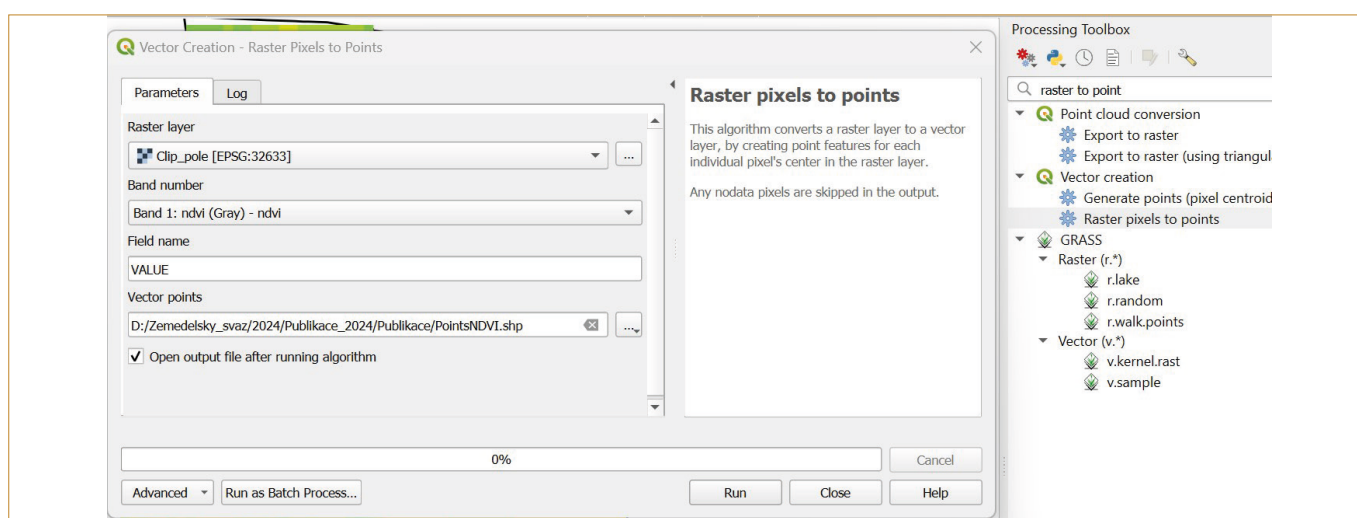 Vector Creation - Raster Pixels to Points
Parameters
Log
Raster layer
Clip_pole [EPSG:32633]
...
Band number
Band 1: ndvi (Gray) - ndvi
Field name
VALUE
Vector points
D:/Zemedelsky_svaz/2024/Publikace_2024/Publikace/PointsNDVI.shp
...
Open output file after running algorithm
Raster pixels to points
This algorithm converts a raster layer to a vector
layer, by creating point features for each
individual pixel's center in the raster layer.
Any nodata pixels are skipped in the output.
0%
Cancel
Advanced
Run as Batch Process...
Run
Close
Help
Processing Toolbox
raster to point
Point cloud conversion
Export to raster
Export to raster (using triangul
Vector creation
Generate points (pixel centroid
Raster pixels to points
GRASS
Raster (r.*)
r.lake
r.random
r.walk.points
Vector (v.*)
v.kernel.rast
v.sample